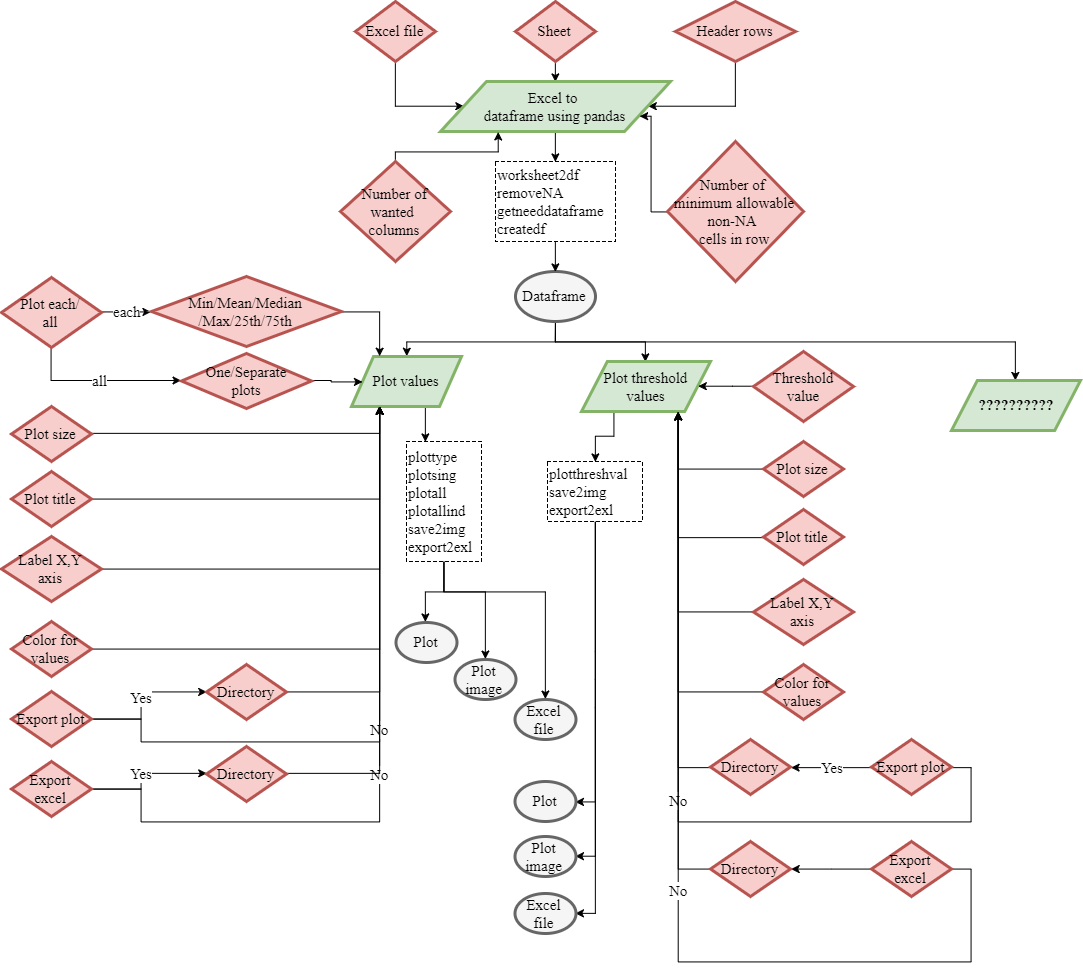 Excel file
Sheet
Header rows
Excel to
dataframe using pandas
Number of
wanted
columns
worksheet2df
removeNA
getneeddataframe
createdf
Number of
minimum allowable
non-NA
cells in row
Dataframe
Plot each/
all
each
Min/Mean/Median
/Max/25th/75th
all
One/Separate
plots
Plot values
Plot threshold
values
Threshold
value
??????????
Plot size
Plot title
Label X,Y
axis
Color for
values
Export plot
Yes
Directory
No
Export
excel
Yes
Directory
No
plottype
plotsing
plotall
plotallind
save2img
export2exl
Plot
Plot
image
Excel
file
plotthreshval
save2img
export2exl
Plot
Plot
image
Excel
file
Plot size
Plot title
Label X,Y
axis
Color for
values
Directory
Yes
Export plot
No
Directory
Export
excel
No